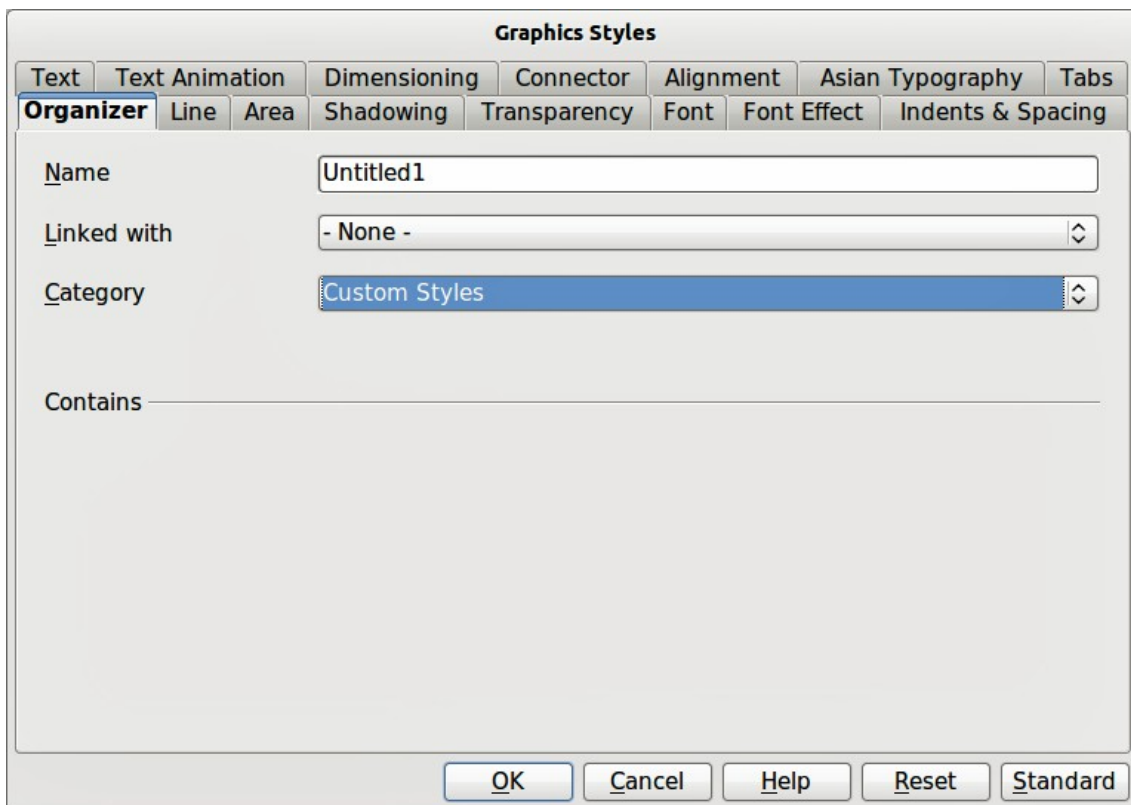 Graphics Styles
Text Text Animation Dimensioning Connector Alignment Asian Typography Tabs
Organizer Line Area Shadowing Transparency Font Font Effect Indents & Spacing
Name Untitled1
Linked with - None -
Category Custom Styles
Contains
OK Cancel Help Reset Standard